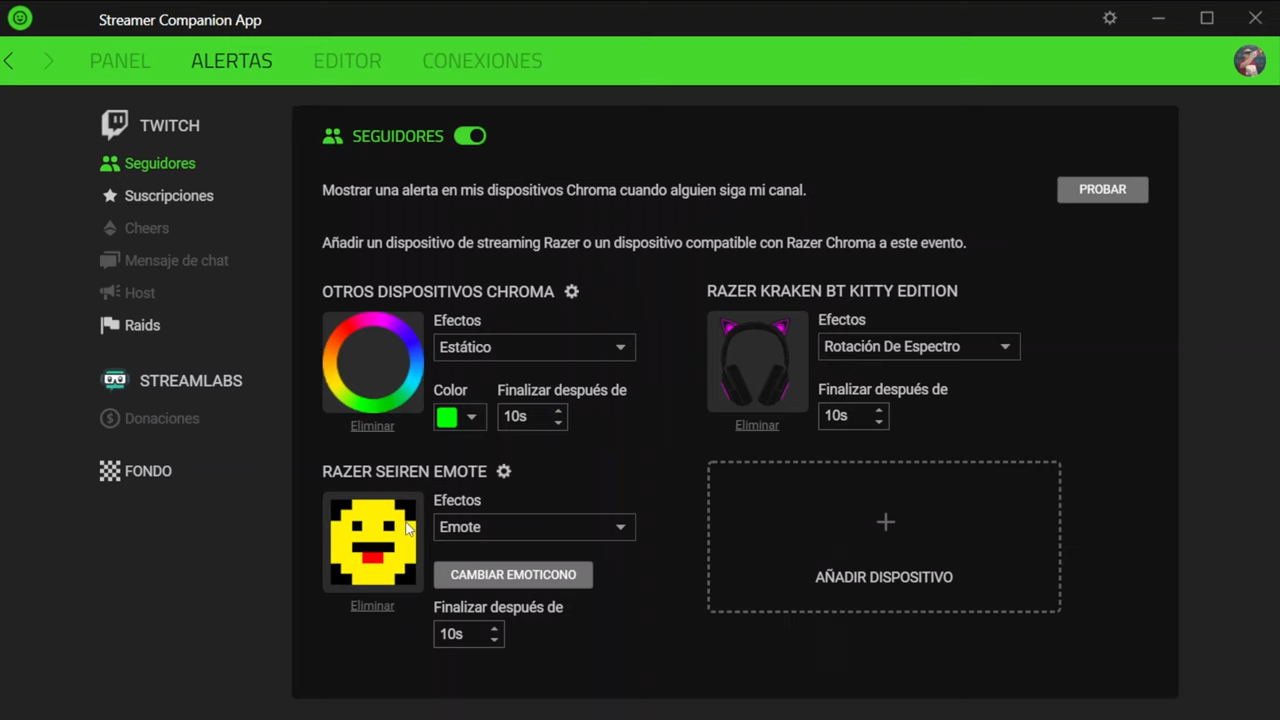 Streamer Companion App
PANEL
ALERTAS
EDITOR
CONEXIONES
TWITCH
Seguidores
Suscripciones
Cheers
Mensaje de chat
Host
Raids
STREAMLABS
Donaciones
FONDO
SEGUIDORES
Mostrar una alerta en mis dispositivos Chroma cuando alguien siga mi canal.
PROBAR
Añadir un dispositivo de streaming Razer o un dispositivo compatible con Razer Chroma a este evento.
OTROS DISPOSITIVOS CHROMA
Efectos
Estático
Color
Finalizar después de
10s
Eliminar
RAZER KRAKEN BT KITTY EDITION
Efectos
Rotación De Espectro
Finalizar después de
10s
Eliminar
RAZER SEIREN EMOTE
Efectos
Emote
CAMBIAR EMOTICONO
Eliminar
Finalizar después de
10s
AÑADIR DISPOSITIVO